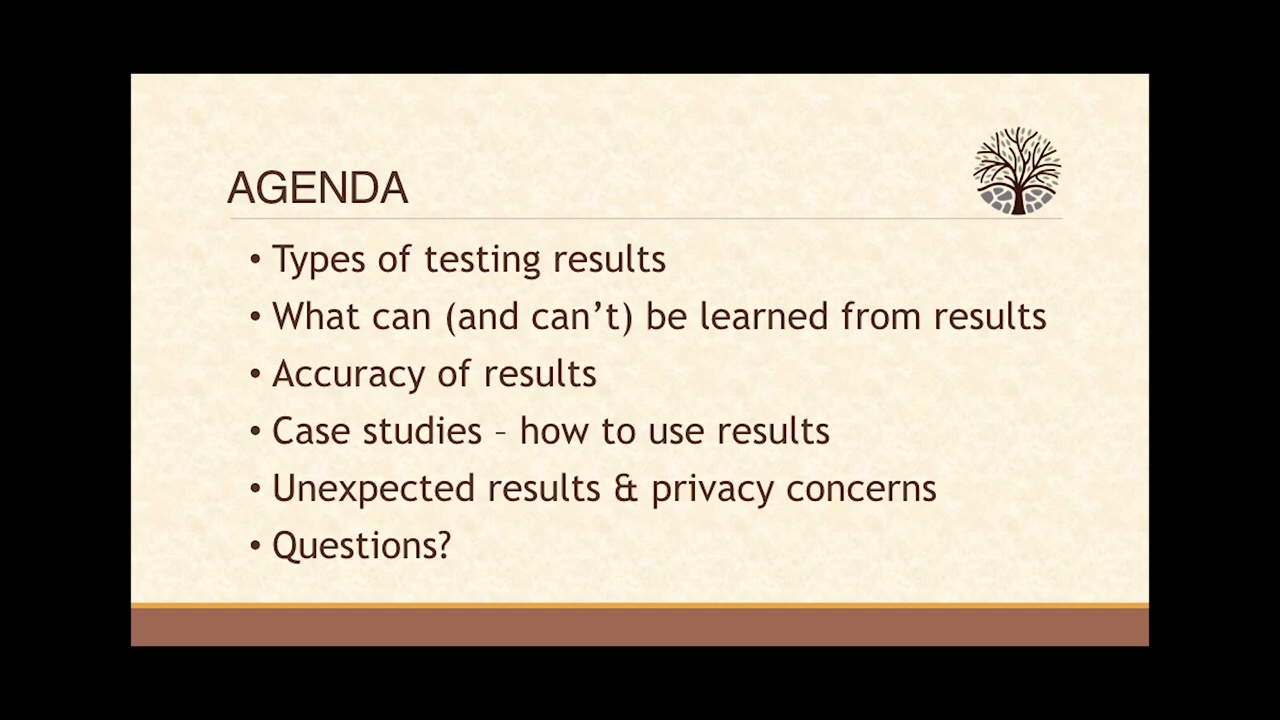 AGENDA
• Types of testing results
• What can (and can’t) be learned from results
• Accuracy of results
• Case studies – how to use results
• Unexpected results & privacy concerns
• Questions?